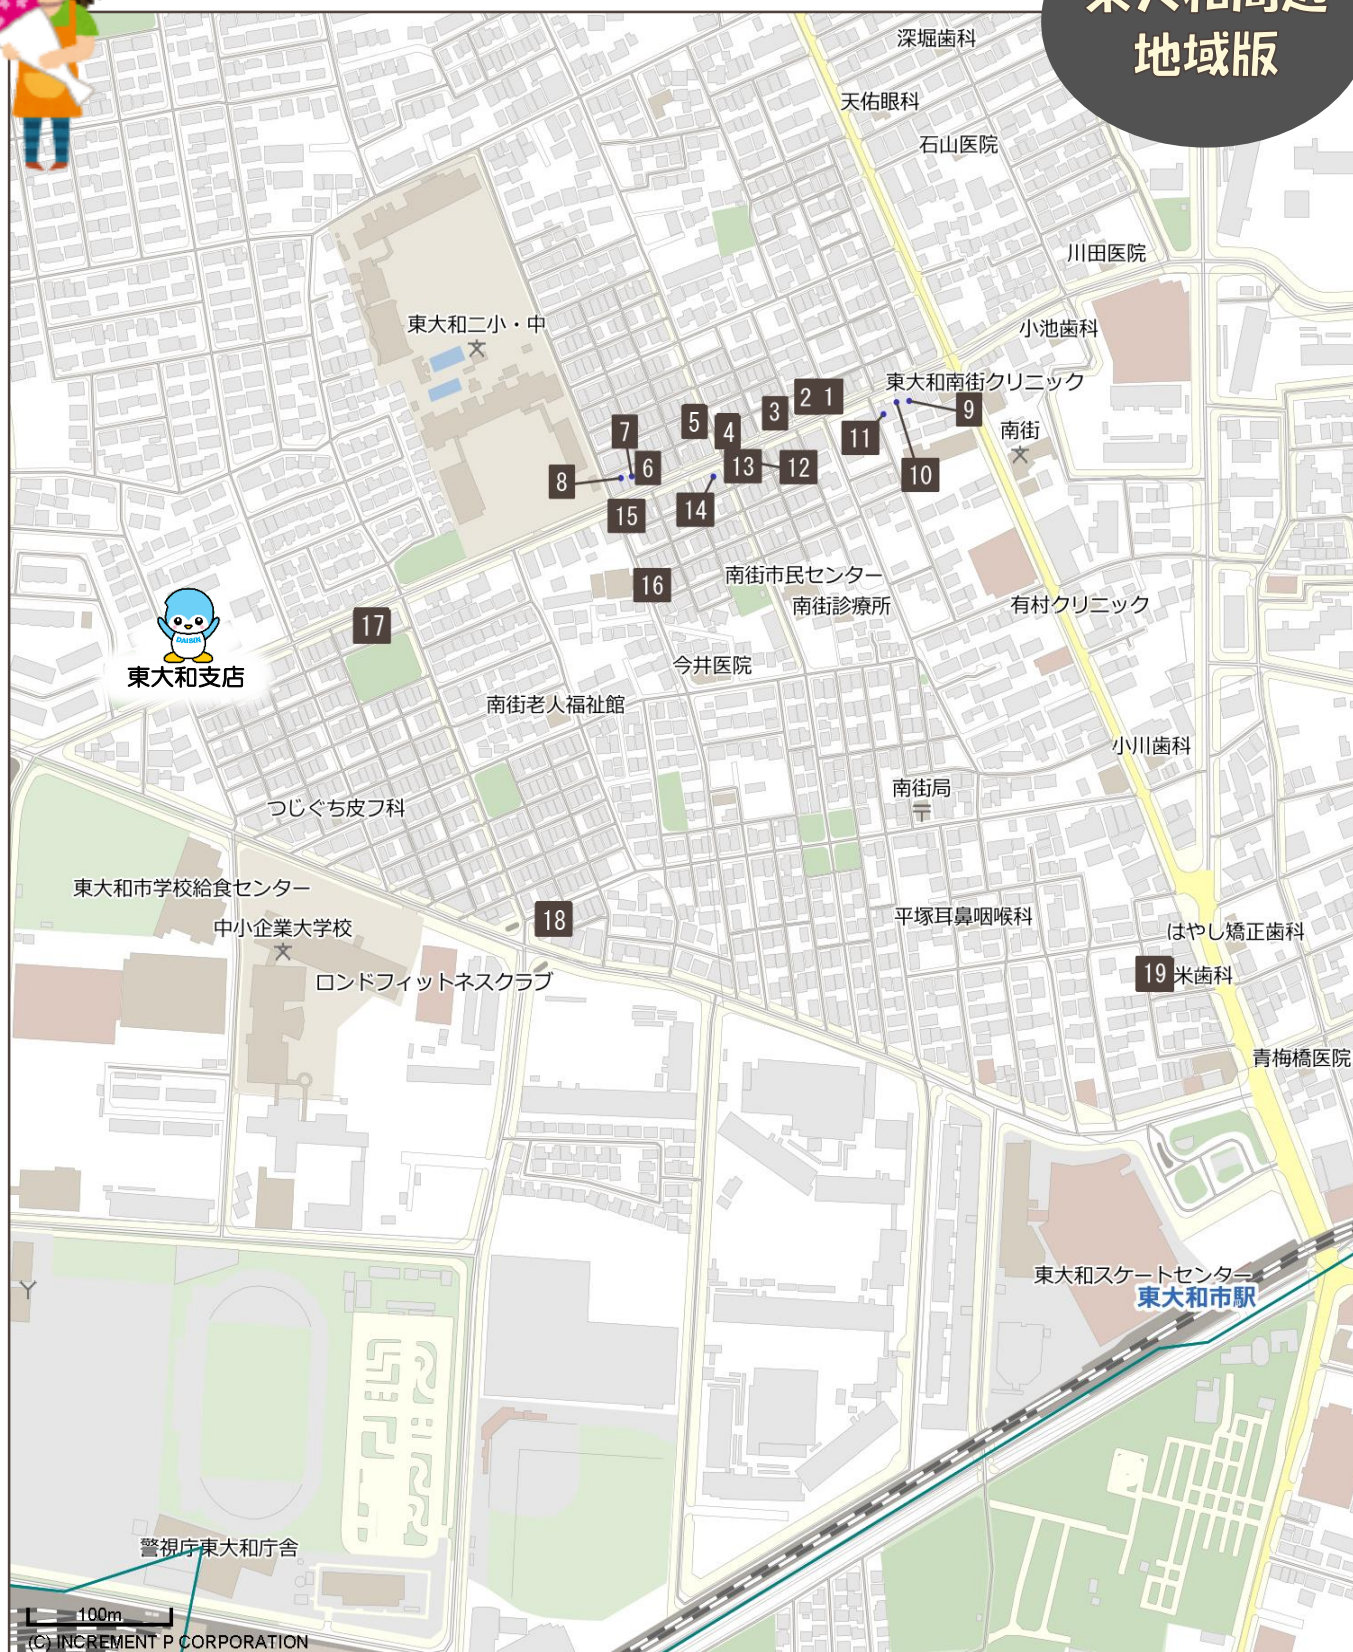 地域版
深堀歯科
天佑眼科
石山医院
川田医院
東大和二小・中
小池歯科
東大和南街クリニック
2 1
3
5
4
9
7
11
南街
6
13
12
8
10
14
15
南街市民センター
16
南街診療所
有村クリニック
17
DAISIN
東大和支店
今井医院
南街老人福祉館
小川歯科
南街局
つじぐち皮フ科
東大和市学校給食センター
中小企業大学校
18
平塚耳鼻咽喉科
はやし矯正歯科
ロンドフィットネスクラブ
19
米歯科
青梅橋医院
東大和スケートセンター
東大和市駅
警視庁東大和庁舎
100m
(C) INCREMENT P CORPORATION